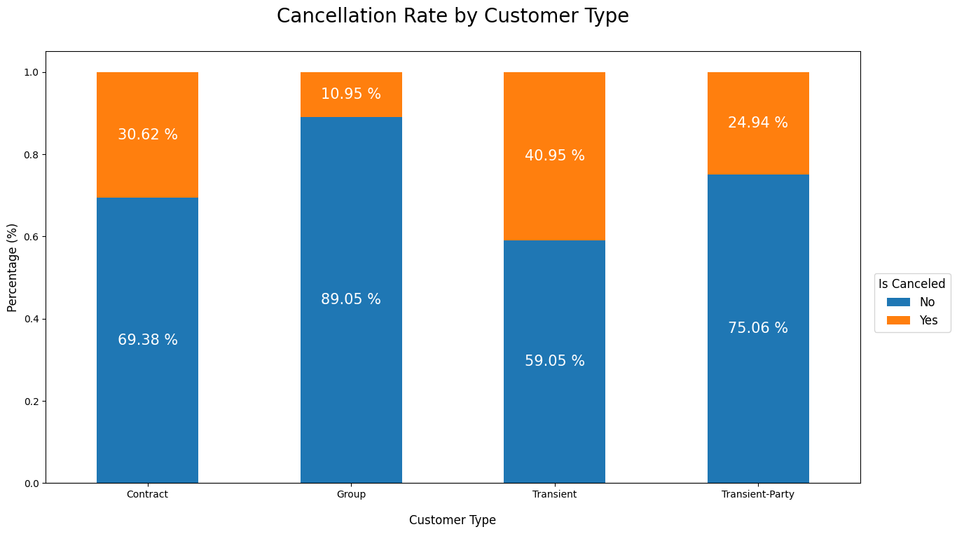 Cancellation Rate by Customer Type
Percentage (%)
1.0
0.8
0.6
0.4
0.2
0.0
30.62 %
69.38 %
10.95 %
89.05 %
40.95 %
59.05 %
24.94 %
75.06 %
Contract
Group
Transient
Transient-Party
Customer Type
Is Canceled
No
Yes